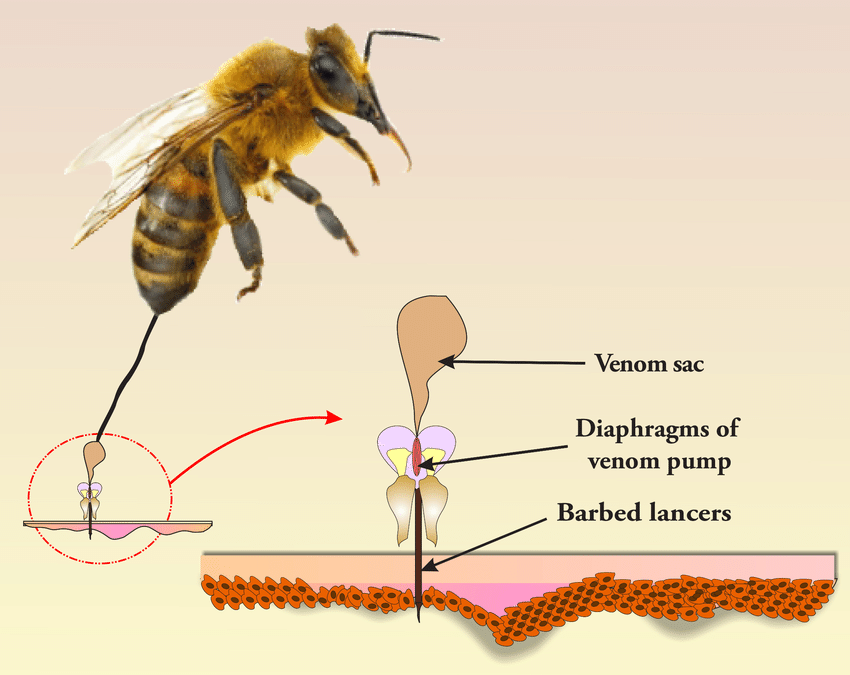 Venom sac
Diaphragms of
venom pump
Barbed lancers